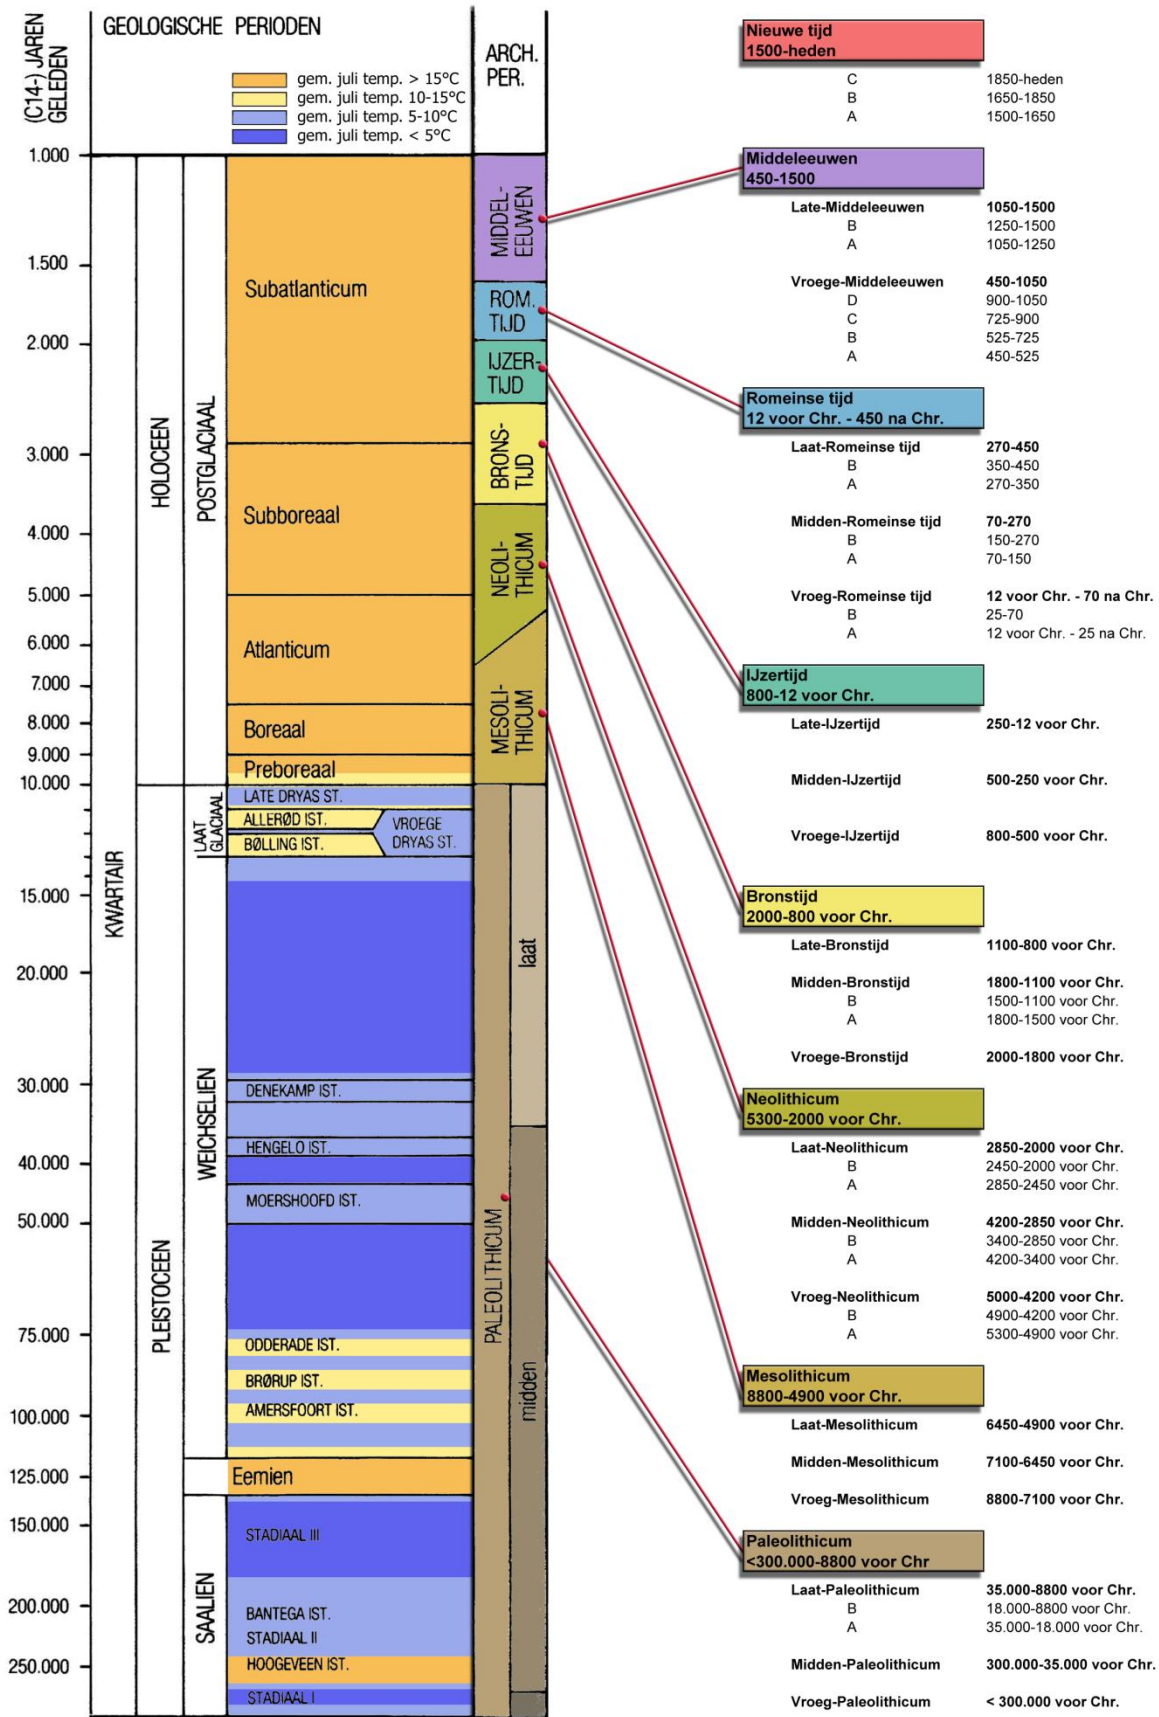 (C14-) JAREN
GELEDEN
GEOLOGISCHE PERIODEN
gem. juli temp. > 15°C
gem. juli temp. 10-15°C
gem. juli temp. 5-10°C
gem. juli temp. < 5°C
ARCH.
PER.
1.000
1.500
2.000
3.000
4.000
5.000
6.000
7.000
8.000
9.000
10.000
15.000
20.000
30.000
40.000
50.000
75.000
100.000
125.000
150.000
200.000
250.000
KWARTAIR
HOLOCEEN
PLEISTOCEEN
POSTGLACIAAL
LAAT
GLACIAAL
WEICHSELIEN
SAALIEN
Subatlanticum
Subboreaal
Atlanticum
Boreaal
Preboreaal
LATE DRYAS ST.
ALLERØD IST.
VROEGE
DRYAS ST.
BØLLING IST.
DENEKAMP IST.
HENGELO IST.
MOERSHOOFD IST.
ODDERADE IST.
BRØRUP IST.
AMERSFOORT IST.
Eemien
STADIAAL III
BANTEGA IST.
STADIAAL II
HOOGEVEEN IST.
STADIAAL I
MIDDEL-
EEUWEN
ROM.
TIJD
IJZER-
TIJD
BRONS-
TIJD
NEOLI-
THICUM
MESOLI-
THICUM
PALEOLITHICUM
laat
midden
Nieuwe tijd
1500-heden
C 1850-heden
B 1650-1850
A 1500-1650
Middeleeuwen
450-1500
Late-Middeleeuwen 1050-1500
B 1250-1500
A 1050-1250
Vroege-Middeleeuwen 450-1050
D 900-1050
C 725-900
B 525-725
A 450-525
Romeinse tijd
12 voor Chr. - 450 na Chr.
Laat-Romeinse tijd 270-450
B 350-450
A 270-350
Midden-Romeinse tijd 70-270
B 150-270
A 70-150
Vroeg-Romeinse tijd 12 voor Chr. - 70 na Chr.
B 25-70
A 12 voor Chr. - 25 na Chr.
IJzertijd
800-12 voor Chr.
Late-IJzertijd 250-12 voor Chr.
Midden-IJzertijd 500-250 voor Chr.
Vroege-IJzertijd 800-500 voor Chr.
Bronstijd
2000-800 voor Chr.
Late-Bronstijd 1100-800 voor Chr.
Midden-Bronstijd 1800-1100 voor Chr.
B 1500-1100 voor Chr.
A 1800-1500 voor Chr.
Vroege-Bronstijd 2000-1800 voor Chr.
Neolithicum
5300-2000 voor Chr.
Laat-Neolithicum 2850-2000 voor Chr.
B 2450-2000 voor Chr.
A 2850-2450 voor Chr.
Midden-Neolithicum 4200-2850 voor Chr.
B 3400-2850 voor Chr.
A 4200-3400 voor Chr.
Vroeg-Neolithicum 5000-4200 voor Chr.
B 4900-4200 voor Chr.
A 5300-4900 voor Chr.
Mesolithicum
8800-4900 voor Chr.
Laat-Mesolithicum 6450-4900 voor Chr.
Midden-Mesolithicum 7100-6450 voor Chr.
Vroeg-Mesolithicum 8800-7100 voor Chr.
Paleolithicum
<300.000-8800 voor Chr
Laat-Paleolithicum 35.000-8800 voor Chr.
B 18.000-8800 voor Chr.
A 35.000-18.000 voor Chr.
Midden-Paleolithicum 300.000-35.000 voor Chr.
Vroeg-Paleolithicum < 300.000 voor Chr.